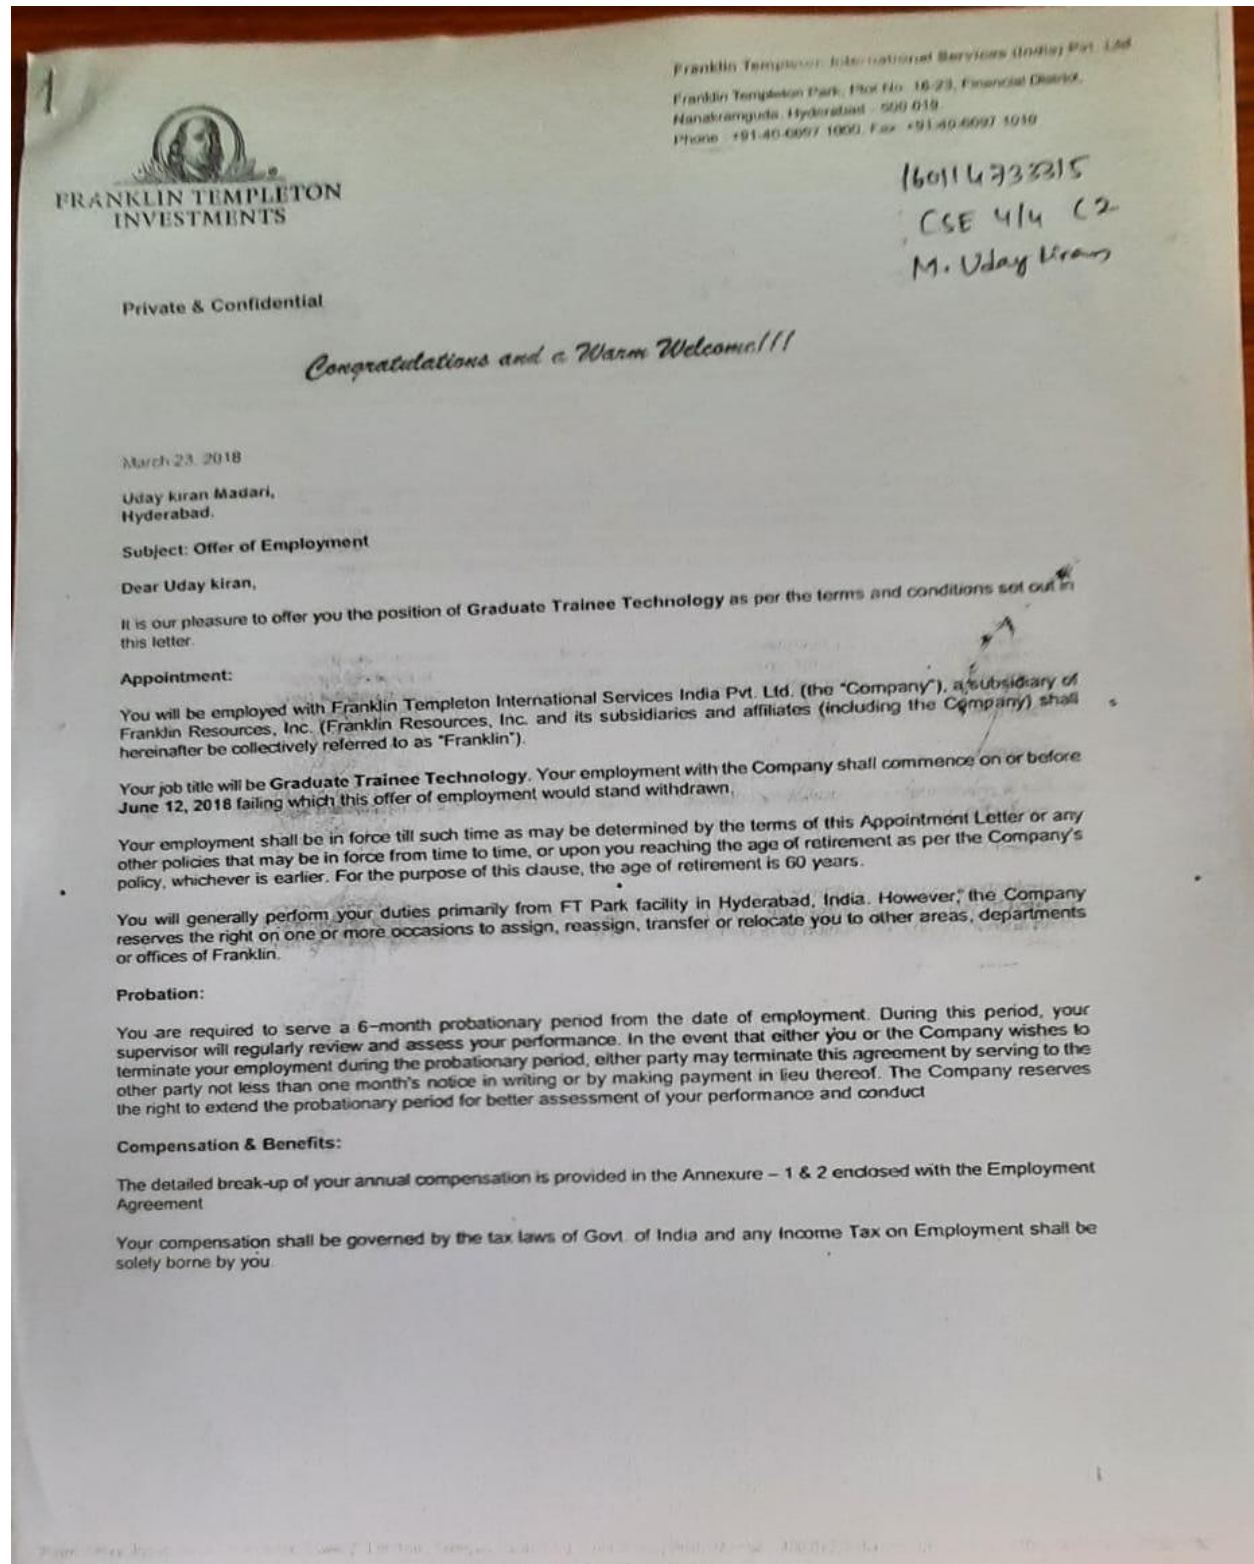 1
Franklin Templeton International Services (India) Pvt. Ltd
Franklin Templeton Park, Plot No. 16-23, Financial District,
Nanakramguda, Hyderabad - 500 019
Phone +91-40-6697 1000, Fax +91-40-6697 1010
FRANKLIN TEMPLETON
INVESTMENTS
160114733315
CSE 4/4 C2
M. Uday Kiran
Private & Confidential
Congratulations and a Warm Welcome!!!
March 23, 2018
Uday kiran Madari,
Hyderabad.
Subject: Offer of Employment
Dear Uday kiran,
It is our pleasure to offer you the position of Graduate Trainee Technology as per the terms and conditions set out in
this letter.
Appointment:
You will be employed with Franklin Templeton International Services India Pvt. Ltd. (the "Company"), a subsidiary of
Franklin Resources, Inc. (Franklin Resources, Inc. and its subsidiaries and affiliates (including the Company) shall
hereinafter be collectively referred to as "Franklin").
Your job title will be Graduate Trainee Technology. Your employment with the Company shall commence on or before
June 12, 2018 failing which this offer of employment would stand withdrawn.
Your employment shall be in force till such time as may be determined by the terms of this Appointment Letter or any
other policies that may be in force from time to time, or upon you reaching the age of retirement as per the Company's
policy, whichever is earlier. For the purpose of this clause, the age of retirement is 60 years.
You will generally perform your duties primarily from FT Park facility in Hyderabad, India. However, the Company
reserves the right on one or more occasions to assign, reassign, transfer or relocate you to other areas, departments
or offices of Franklin.
Probation:
You are required to serve a 6-month probationary period from the date of employment. During this period, your
supervisor will regularly review and assess your performance. In the event that either you or the Company wishes to
terminate your employment during the probationary period, either party may terminate this agreement by serving to the
other party not less than one month's notice in writing or by making payment in lieu thereof. The Company reserves
the right to extend the probationary period for better assessment of your performance and conduct
Compensation & Benefits:
The detailed break-up of your annual compensation is provided in the Annexure – 1 & 2 enclosed with the Employment
Agreement
Your compensation shall be governed by the tax laws of Govt. of India and any Income Tax on Employment shall be
solely borne by you.
1